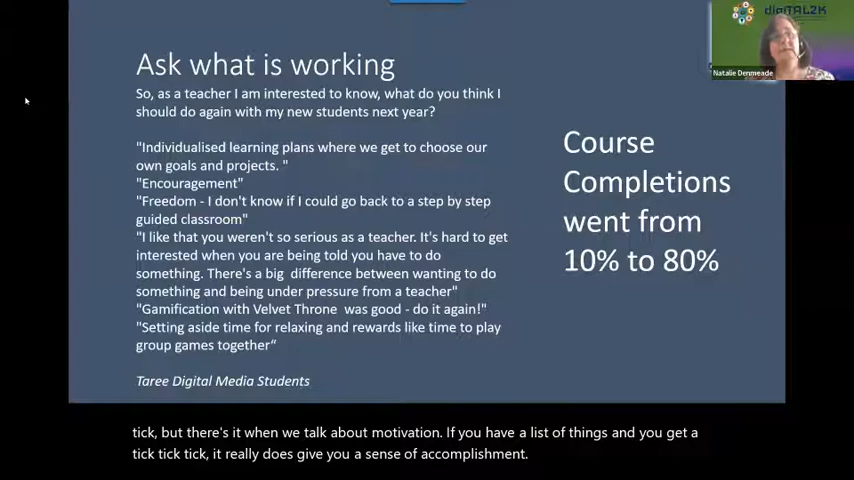 digiTAL2K
Natalie Denmeade
Ask what is working
So, as a teacher I am interested to know, what do you think I
should do again with my new students next year?
"Individualised learning plans where we get to choose our
own goals and projects. "
"Encouragement"
"Freedom - I don't know if I could go back to a step by step
guided classroom"
"I like that you weren't so serious as a teacher. It's hard to get
interested when you are being told you have to do
something. There's a big  difference between wanting to do
something and being under pressure from a teacher"
"Gamification with Velvet Throne  was good - do it again!"
"Setting aside time for relaxing and rewards like time to play
group games together“
Taree Digital Media Students
Course
Completions
went from
10% to 80%
tick, but there's it when we talk about motivation. If you have a list of things and you get a
tick tick tick, it really does give you a sense of accomplishment.